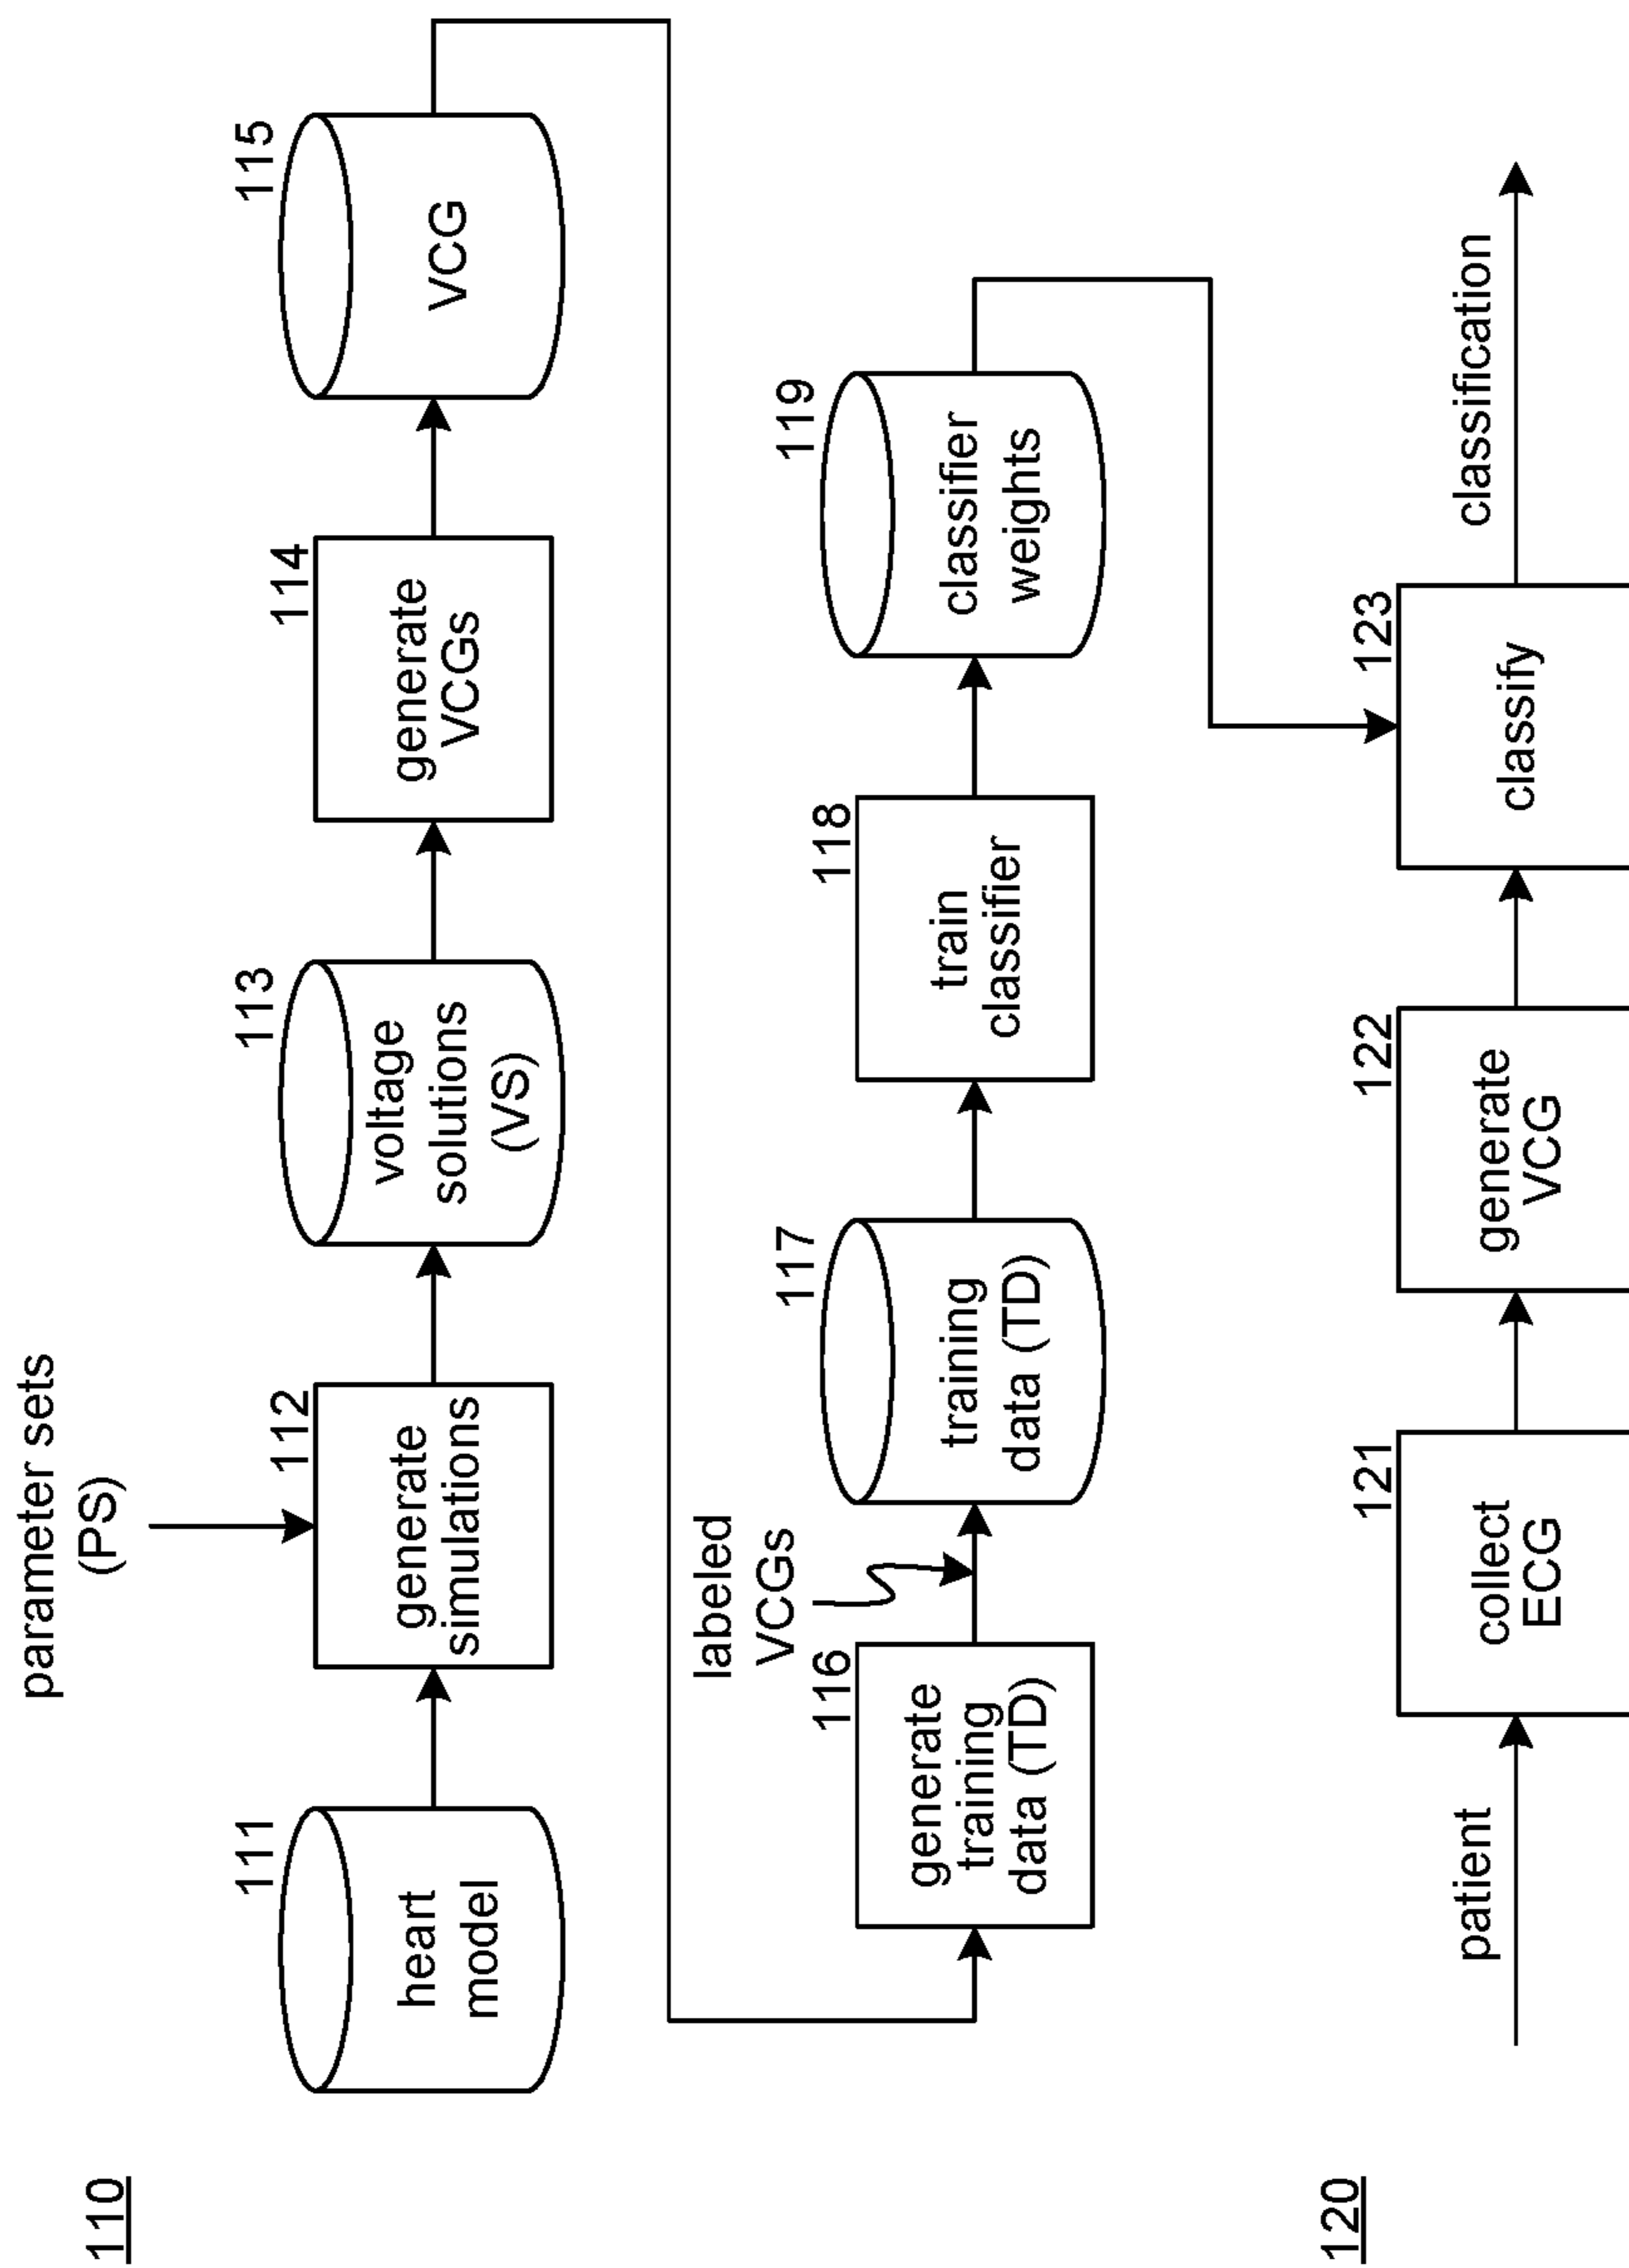 110
parameter sets
(PS)
111
heart
model
112
generate
simulations
113
voltage
solutions
(VS)
114
generate
VCGs
115
VCG
116
generate
training
data (TD)
labeled
VCGs
117
training
data (TD)
118
train
classifier
119
classifier
weights
120
patient
121
collect
ECG
122
generate
VCG
123
classify
classification